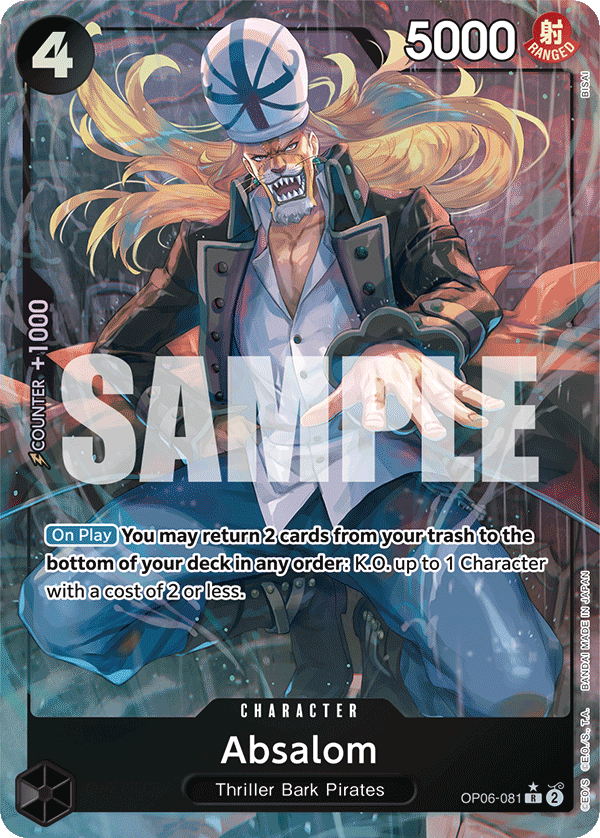 4
5000
射
RANGED
BISAI
COUNTER +1000
SAMPLE
On Play You may return 2 cards from your trash to the
bottom of your deck in any order: K.O. up to 1 Character
with a cost of 2 or less.
CHARACTER
Absalom
Thriller Bark Pirates
OP06-081 ★ R 2
©E.O/S ©E.O./S., T.A. BANDAI MADE IN JAPAN